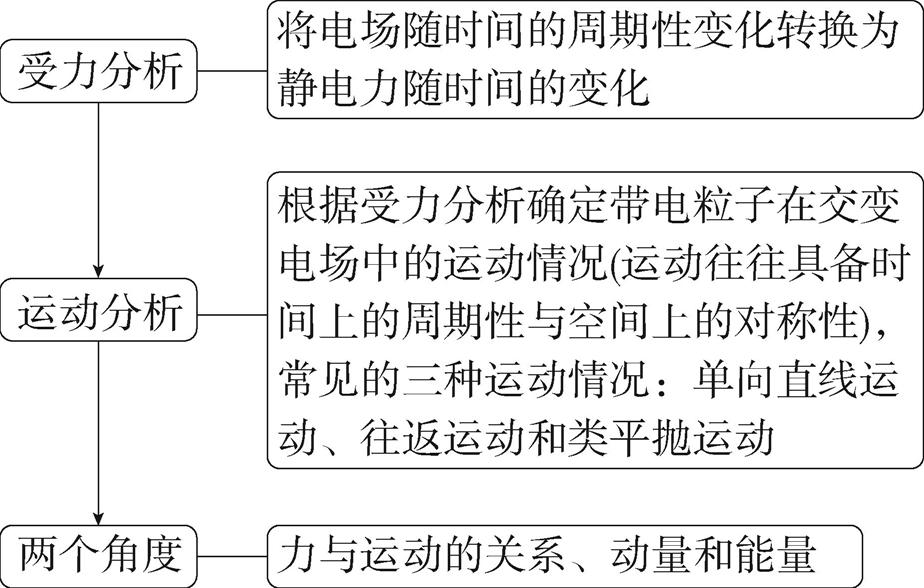 受力分析
将电场随时间的周期性变化转换为
静电力随时间的变化
运动分析
根据受力分析确定带电粒子在交变
电场中的运动情况(运动往往具备时
间上的周期性与空间上的对称性)，
常见的三种运动情况：单向直线运
动、往返运动和类平抛运动
两个角度
力与运动的关系、动量和能量